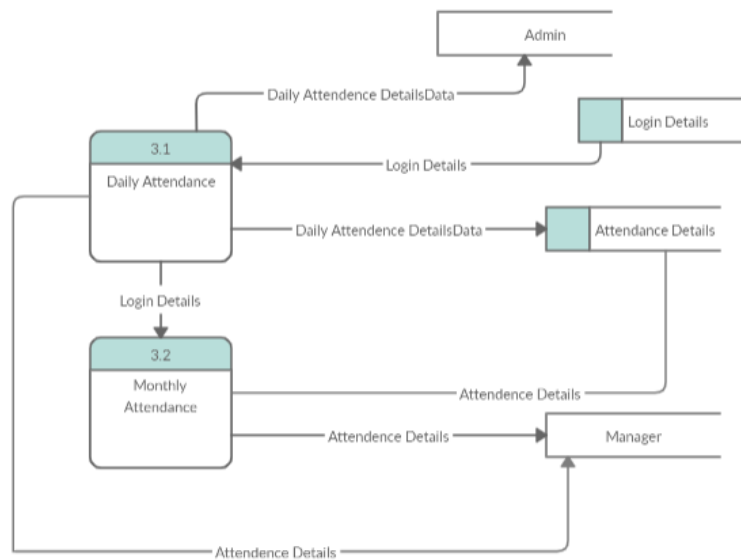 Admin
Daily Attendence DetailsData
Login Details
3.1
Login Details
Daily Attendance
Daily Attendence DetailsData
Attendance Details
Login Details
3.2
Monthly
Attendance
Attendence Details
Attendence Details
Manager
Attendence Details